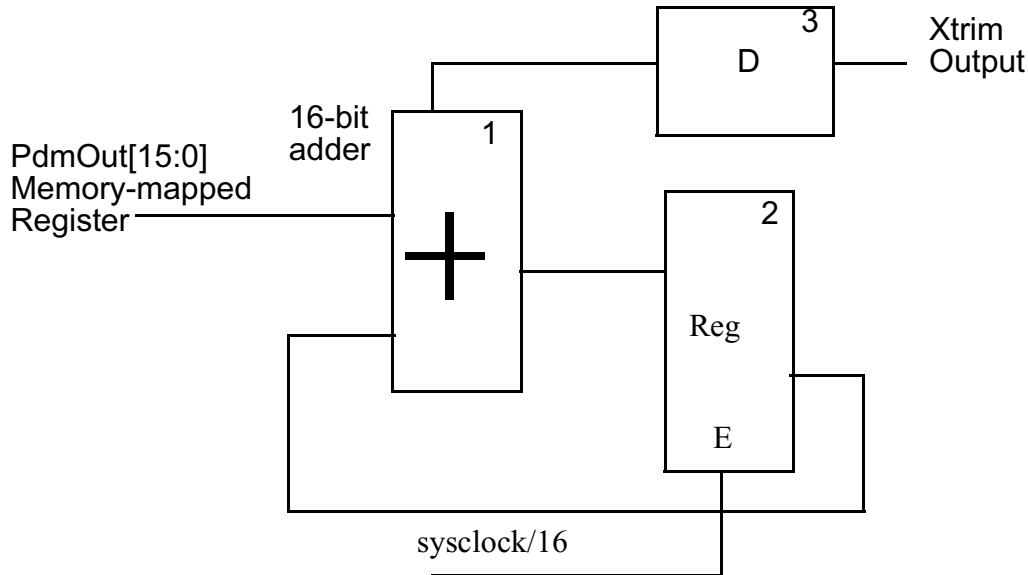 3
Xtrim
Output
D
16-bit
adder
1
PdmOut[15:0]
Memory-mapped
Register
2
Reg
E
sysclock/16